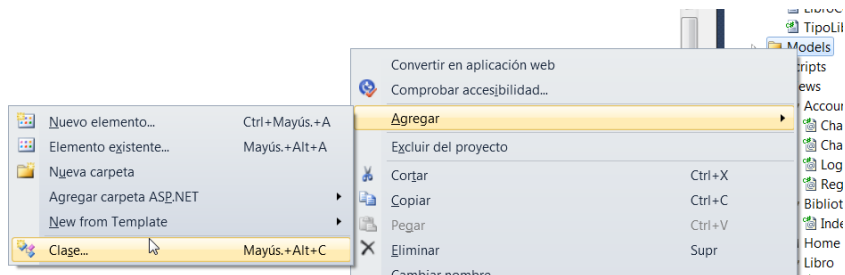 Convertir en aplicación web
Comprobar accesibilidad...
Agregar
Excluir del proyecto
Cortar Ctrl+X
Copiar Ctrl+C
Pegar Ctrl+V
Eliminar Supr
Cambiar nombre
Nuevo elemento... Ctrl+Mayús.+A
Elemento existente... Mayús.+Alt+A
Nueva carpeta
Agregar carpeta ASP.NET
New from Template
Clase... Mayús.+Alt+C
TipoLib
Models
ripts
ews
Accour
Cha
Cha
Log
Reg
Bibliot
Inde
Home
Libro